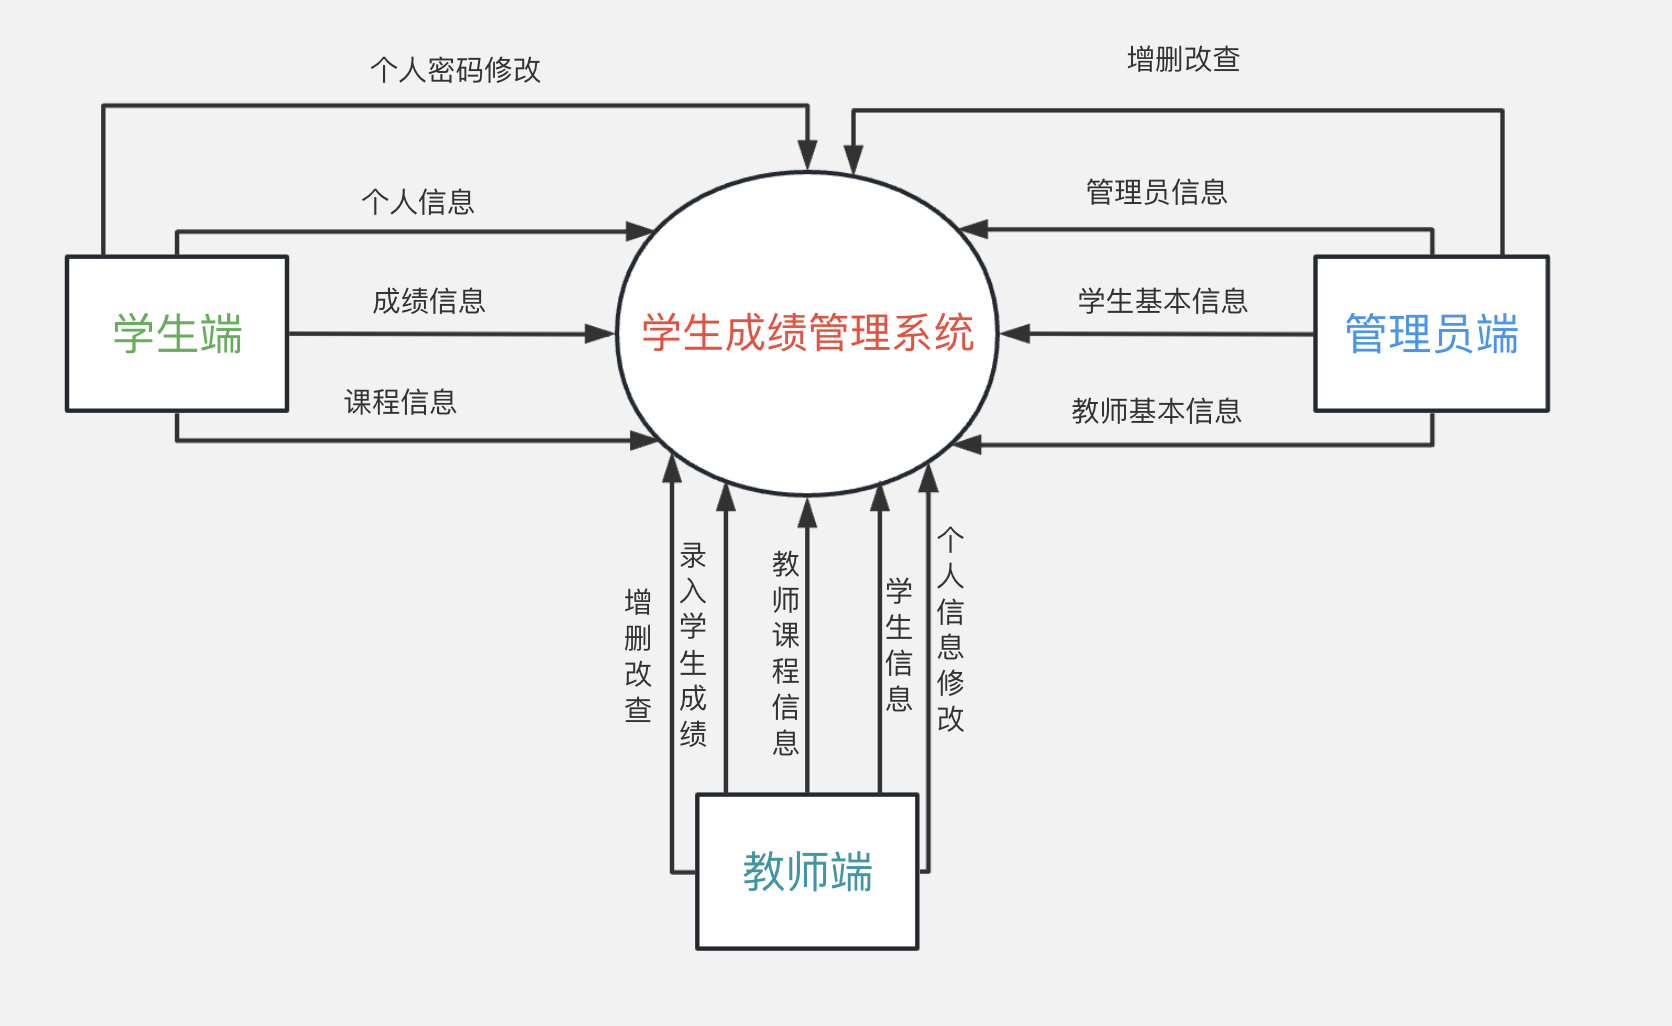 个人密码修改
增删改查
个人信息
管理员信息
成绩信息
学生基本信息
学生端
学生成绩管理系统
管理员端
课程信息
教师基本信息
增删改查
录入学生成绩
教师课程信息
学生信息
个人信息修改
教师端